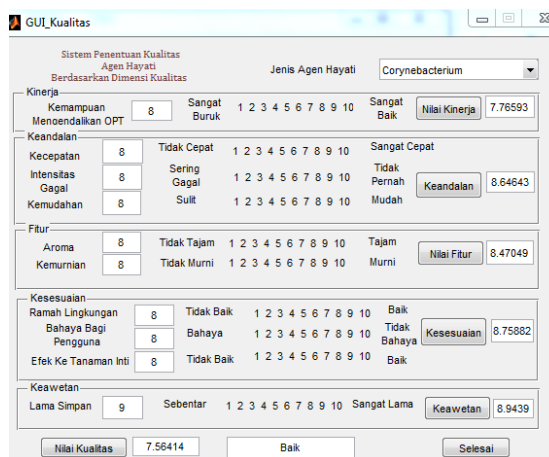 GUI_Kualitas
Sistem Penentuan Kualitas
Agen Hayati
Berdasarkan Dimensi Kualitas
Jenis Agen Hayati Corynebacterium
Kinerja
Kemampuan Mengendalikan OPT 8 Sangat Buruk 1 2 3 4 5 6 7 8 9 10 Sangat Baik Nilai Kinerja 7.76593
Keandalan
Kecepatan 8 Tidak Cepat 1 2 3 4 5 6 7 8 9 10 Sangat Cepat
Intensitas Gagal 8 Sering Gagal 1 2 3 4 5 6 7 8 9 10 Tidak Pernah Keandalan 8.64643
Kemudahan 8 Sulit 1 2 3 4 5 6 7 8 9 10 Mudah
Fitur
Aroma 8 Tidak Tajam 1 2 3 4 5 6 7 8 9 10 Tajam Nilai Fitur 8.47049
Kemurnian 8 Tidak Murni 1 2 3 4 5 6 7 8 9 10 Murni
Kesesuaian
Ramah Lingkungan 8 Tidak Baik 1 2 3 4 5 6 7 8 9 10 Baik
Bahaya Bagi Pengguna 8 Bahaya 1 2 3 4 5 6 7 8 9 10 Tidak Bahaya Kesesuaian 8.75882
Efek Ke Tanaman Inti 8 Tidak Baik 1 2 3 4 5 6 7 8 9 10 Baik
Keawetan
Lama Simpan 9 Sebentar 1 2 3 4 5 6 7 8 9 10 Sangat Lama Keawetan 8.9439
Nilai Kualitas 7.56414 Baik Selesai